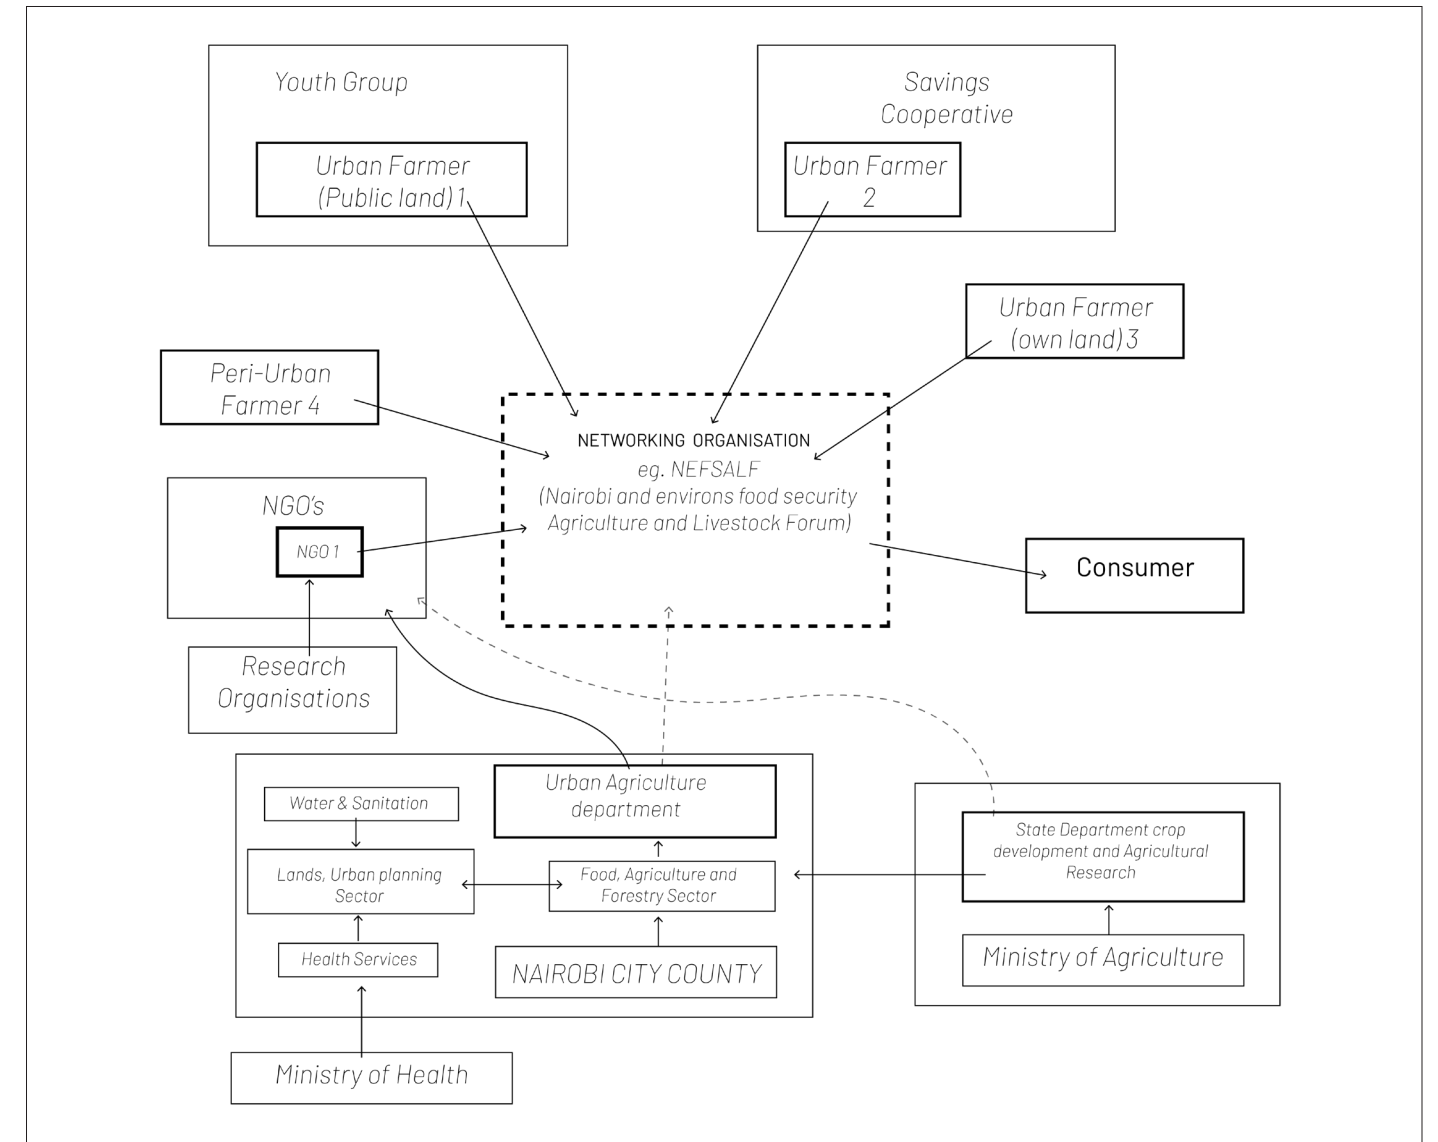 Youth Group
Urban Farmer
(Public land) 1
Savings
Cooperative
Urban Farmer
2
Urban Farmer
(own land) 3
Peri-Urban
Farmer 4
NETWORKING ORGANISATION
eg. NEFSALF
(Nairobi and environs food security
Agriculture and Livestock Forum)
NGO's
NGO 1
Consumer
Research
Organisations
Urban Agriculture
department
Water & Sanitation
Lands, Urban planning
Sector
Food, Agriculture and
Forestry Sector
Health Services
NAIROBI CITY COUNTY
State Department crop
development and Agricultural
Research
Ministry of Agriculture
Ministry of Health